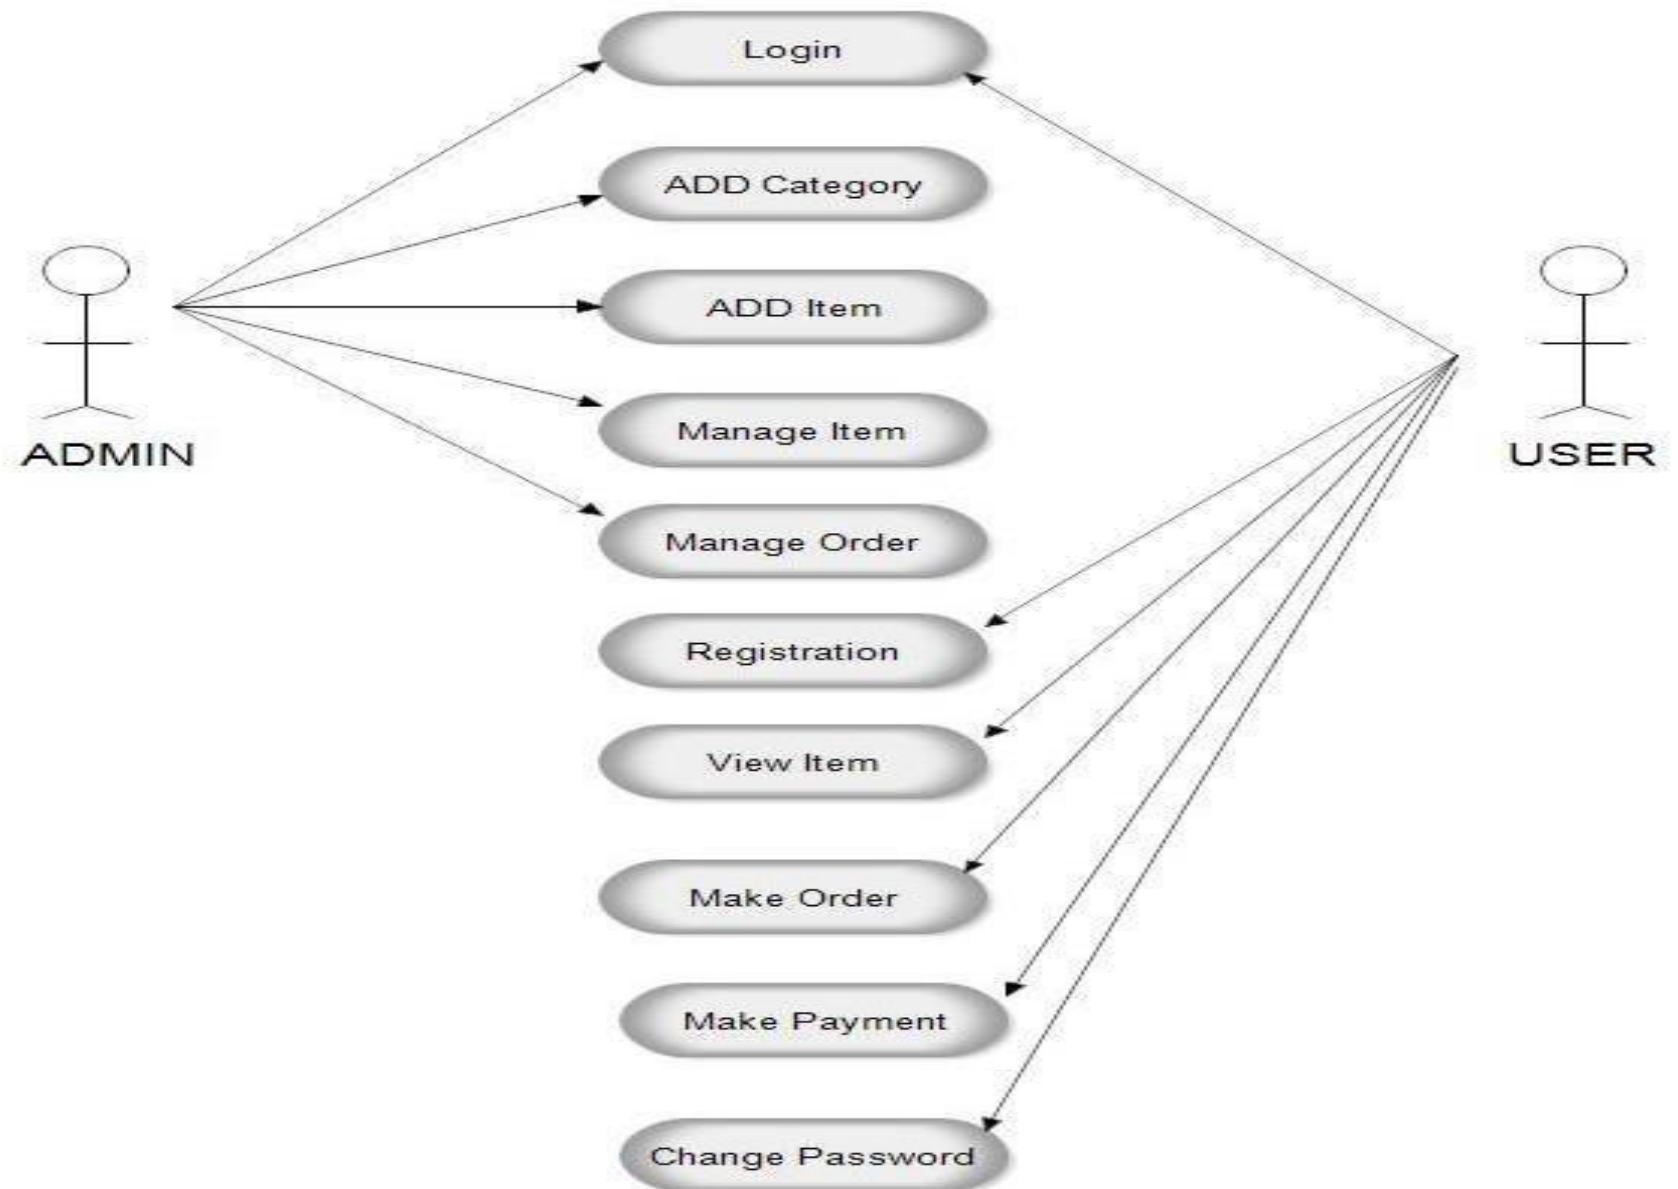 Login
ADD Category
ADD Item
Manage Item
ADMIN
USER
Manage Order
Registration
View Item
Make Order
Make Payment
Change Password